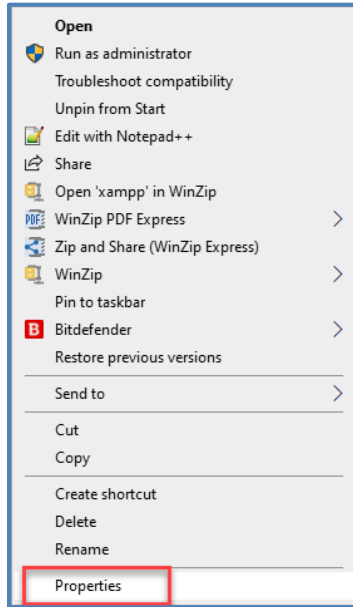 Open
Run as administrator
Troubleshoot compatibility
Unpin from Start
Edit with Notepad++
Share
Open 'xampp' in WinZip
PDF WinZip PDF Express
Zip and Share (WinZip Express)
WinZip
Pin to taskbar
B Bitdefender
Restore previous versions
Send to
Cut
Copy
Create shortcut
Delete
Rename
Properties